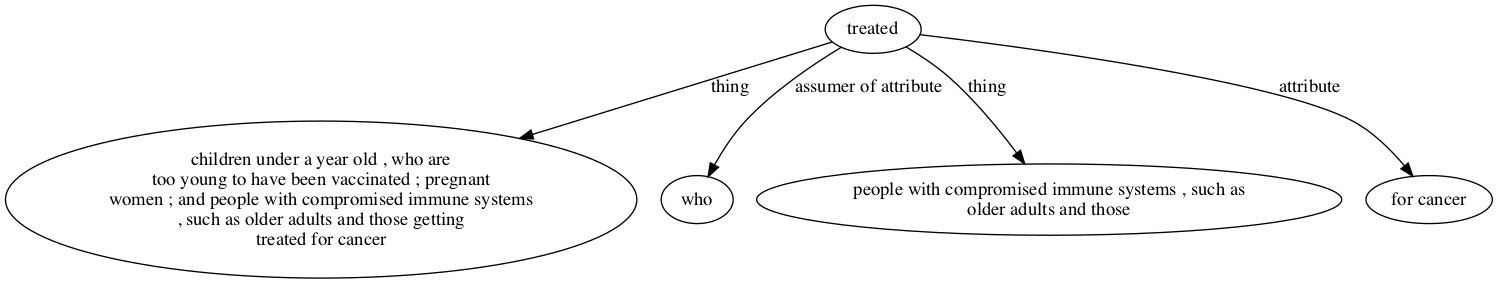 treated
thing
assumer of attribute
thing
attribute
children under a year old , who are
too young to have been vaccinated ; pregnant
women ; and people with compromised immune systems
, such as older adults and those getting
treated for cancer
who
people with compromised immune systems , such as
older adults and those
for cancer